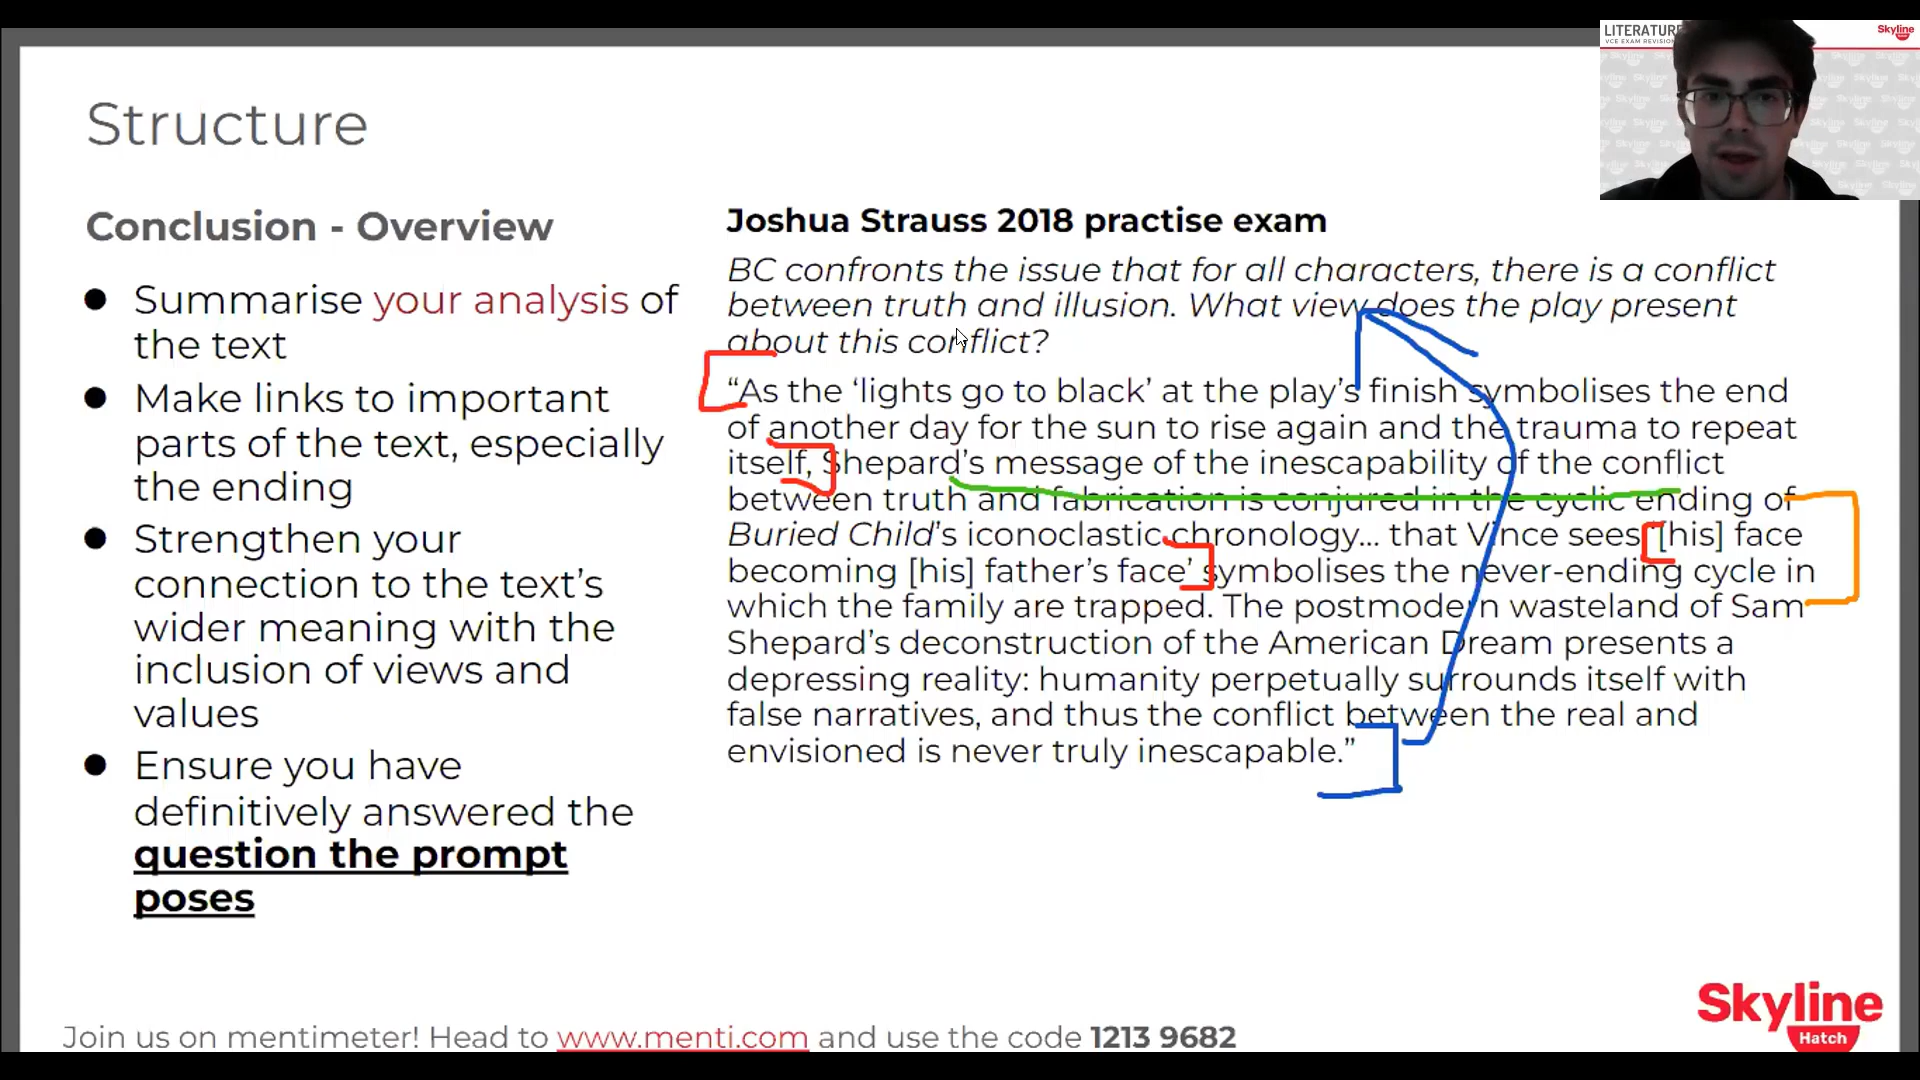 LITERATURE
VCE EXAM REVISION
Skyline
Structure
Conclusion - Overview
● Summarise your analysis of
the text
● Make links to important
parts of the text, especially
the ending
● Strengthen your
connection to the text’s
wider meaning with the
inclusion of views and
values
● Ensure you have
definitively answered the
question the prompt
poses
Joshua Strauss 2018 practise exam
BC confronts the issue that for all characters, there is a conflict
between truth and illusion. What view does the play present
about this conflict?
“As the ‘lights go to black’ at the play’s finish symbolises the end
of another day for the sun to rise again and the trauma to repeat
itself, Shepard’s message of the inescapability of the conflict
between truth and fabrication is conjured in the cyclic ending of
Buried Child’s iconoclastic chronology... that Vince sees ‘[his] face
becoming [his] father’s face’ symbolises the never-ending cycle in
which the family are trapped. The postmodern wasteland of Sam
Shepard’s deconstruction of the American Dream presents a
depressing reality: humanity perpetually surrounds itself with
false narratives, and thus the conflict between the real and
envisioned is never truly inescapable.”
Join us on mentimeter! Head to www.menti.com and use the code 1213 9682
Skyline
Hatch